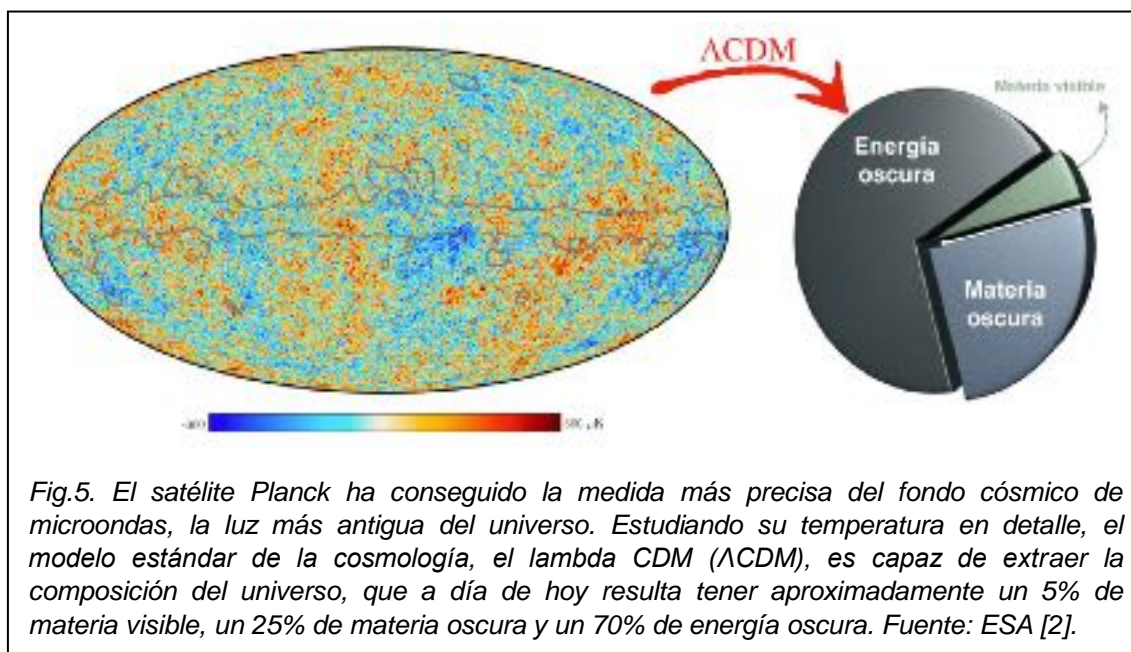 ΛCDM
Materia visible
Energía
oscura
Materia
oscura
Fig.5. El satélite Planck ha conseguido la medida más precisa del fondo cósmico de
microondas, la luz más antigua del universo. Estudiando su temperatura en detalle, el
modelo estándar de la cosmología, el lambda CDM (ΛCDM), es capaz de extraer la
composición del universo, que a día de hoy resulta tener aproximadamente un 5% de
materia visible, un 25% de materia oscura y un 70% de energía oscura. Fuente: ESA [2].